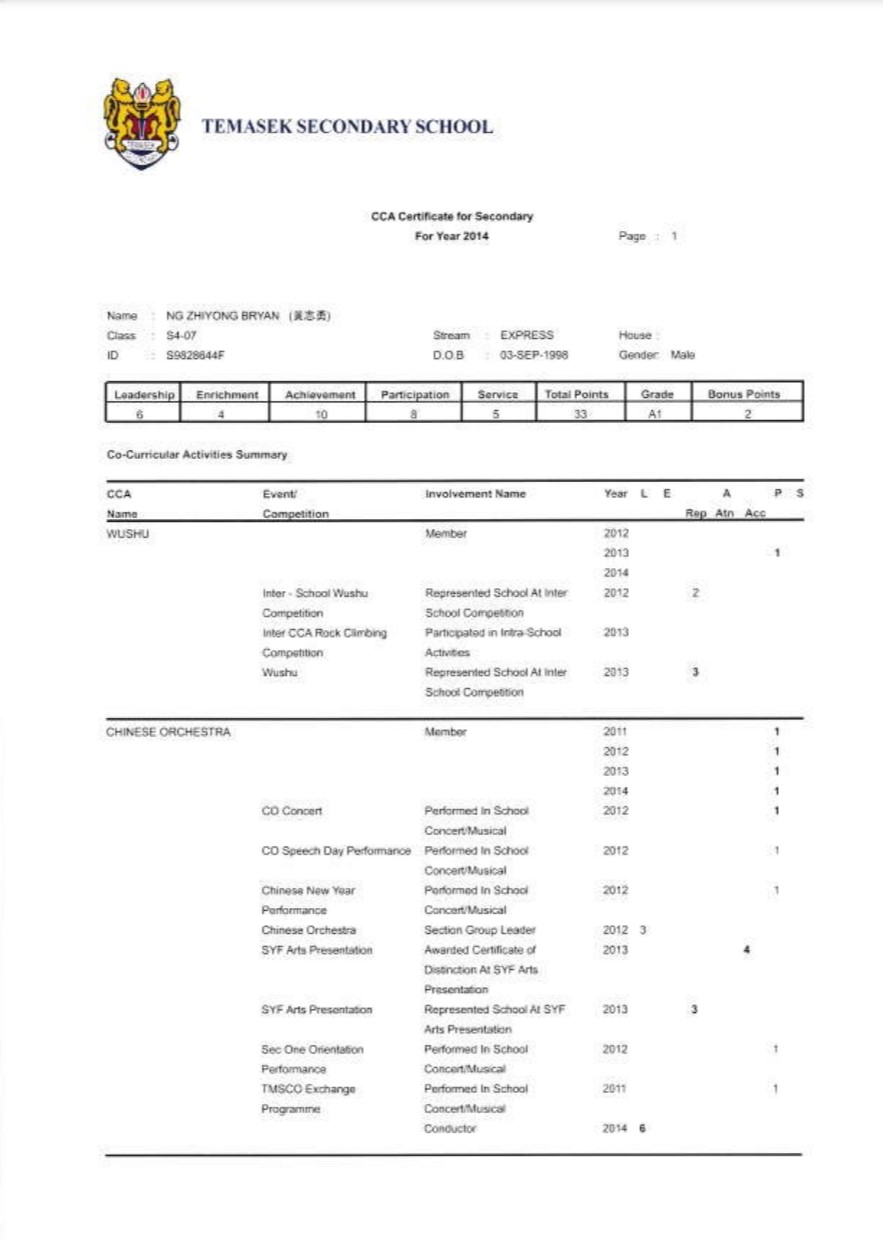 TEMASEK
TEMASEK SECONDARY SCHOOL
CCA Certificate for Secondary
For Year 2014 Page : 1
Name : NG ZHIYONG BRYAN (黃志勇)
Class : S4-07 Stream : EXPRESS House :
ID : S9828644F D.O.B : 03-SEP-1998 Gender: Male
Leadership Enrichment Achievement Participation Service Total Points Grade Bonus Points
6 4 10 8 5 33 A1 2
Co-Curricular Activities Summary
CCA Event/ Involvement Name Year L E A P S
Name Competition Rep Atn Acc
WUSHU Member 2012
2013 1
2014
Inter - School Wushu Represented School At Inter 2012 2
Competition School Competition
Inter CCA Rock Climbing Participated in Intra-School 2013
Competition Activities
Wushu Represented School At Inter 2013 3
School Competition
CHINESE ORCHESTRA Member 2011 1
2012 1
2013 1
2014 1
CO Concert Performed In School 2012 1
Concert/Musical
CO Speech Day Performance Performed In School 2012 1
Concert/Musical
Chinese New Year Performed In School 2012 1
Performance Concert/Musical
Chinese Orchestra Section Group Leader 2012 3
SYF Arts Presentation Awarded Certificate of 2013 4
Distinction At SYF Arts
Presentation
SYF Arts Presentation Represented School At SYF 2013 3
Arts Presentation
Sec One Orientation Performed In School 2012 1
Performance Concert/Musical
TMSCO Exchange Performed In School 2011 1
Programme Concert/Musical
Conductor 2014 6